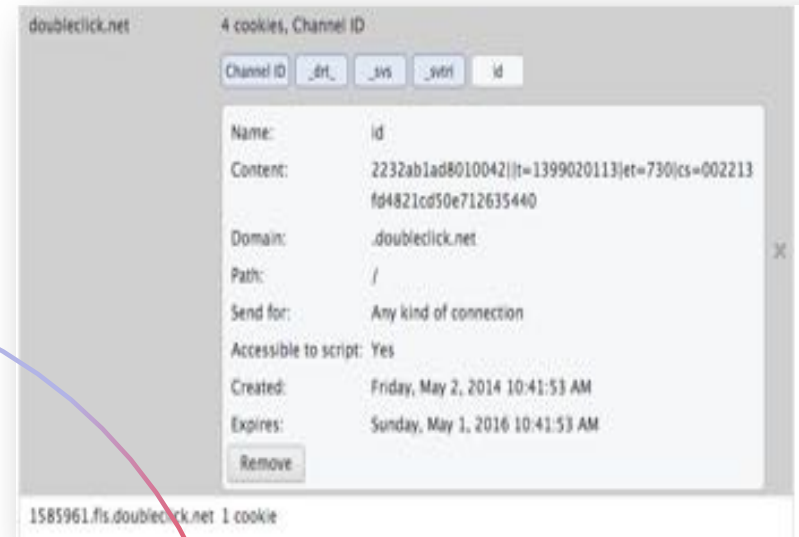 doubleclick.net 4 cookies, Channel ID
Channel ID _drt_ _svs _svtri id
Name: id
Content: 2232ab1ad8010042||t=1399020113|et=730|cs=002213
fd4821cd50e712635440
Domain: .doubleclick.net
Path: /
Send for: Any kind of connection
Accessible to script: Yes
Created: Friday, May 2, 2014 10:41:53 AM
Expires: Sunday, May 1, 2016 10:41:53 AM
Remove
1585961.fls.doubleclick.net 1 cookie